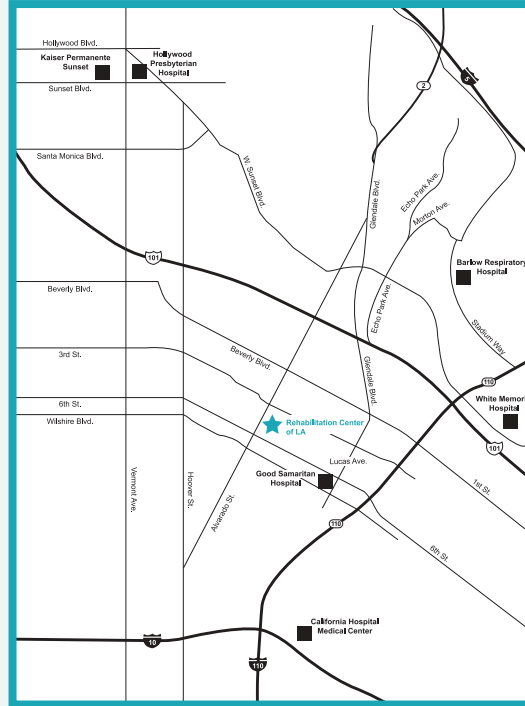 Hollywood Blvd.
Kaiser Permanente
Sunset
Hollywood
Presbyterian
Hospital
Sunset Blvd.
2
5
Santa Monica Blvd.
W. Sunset Blvd.
Glendale Blvd.
Echo Park Ave.
Morton Ave.
101
Barlow Respiratory
Hospital
Beverly Blvd.
Echo Park Ave.
Stadium Way
3rd St.
Beverly Blvd.
Glendale Blvd.
110
6th St.
Wilshire Blvd.
Rehabilitation Center
of LA
White Memor
Hospital
101
Lucas Ave.
Good Samaritan
Hospital
1st St.
Vermont Ave.
Hoover St.
Alvarado St.
110
6th St.
California Hospital
Medical Center
10
110